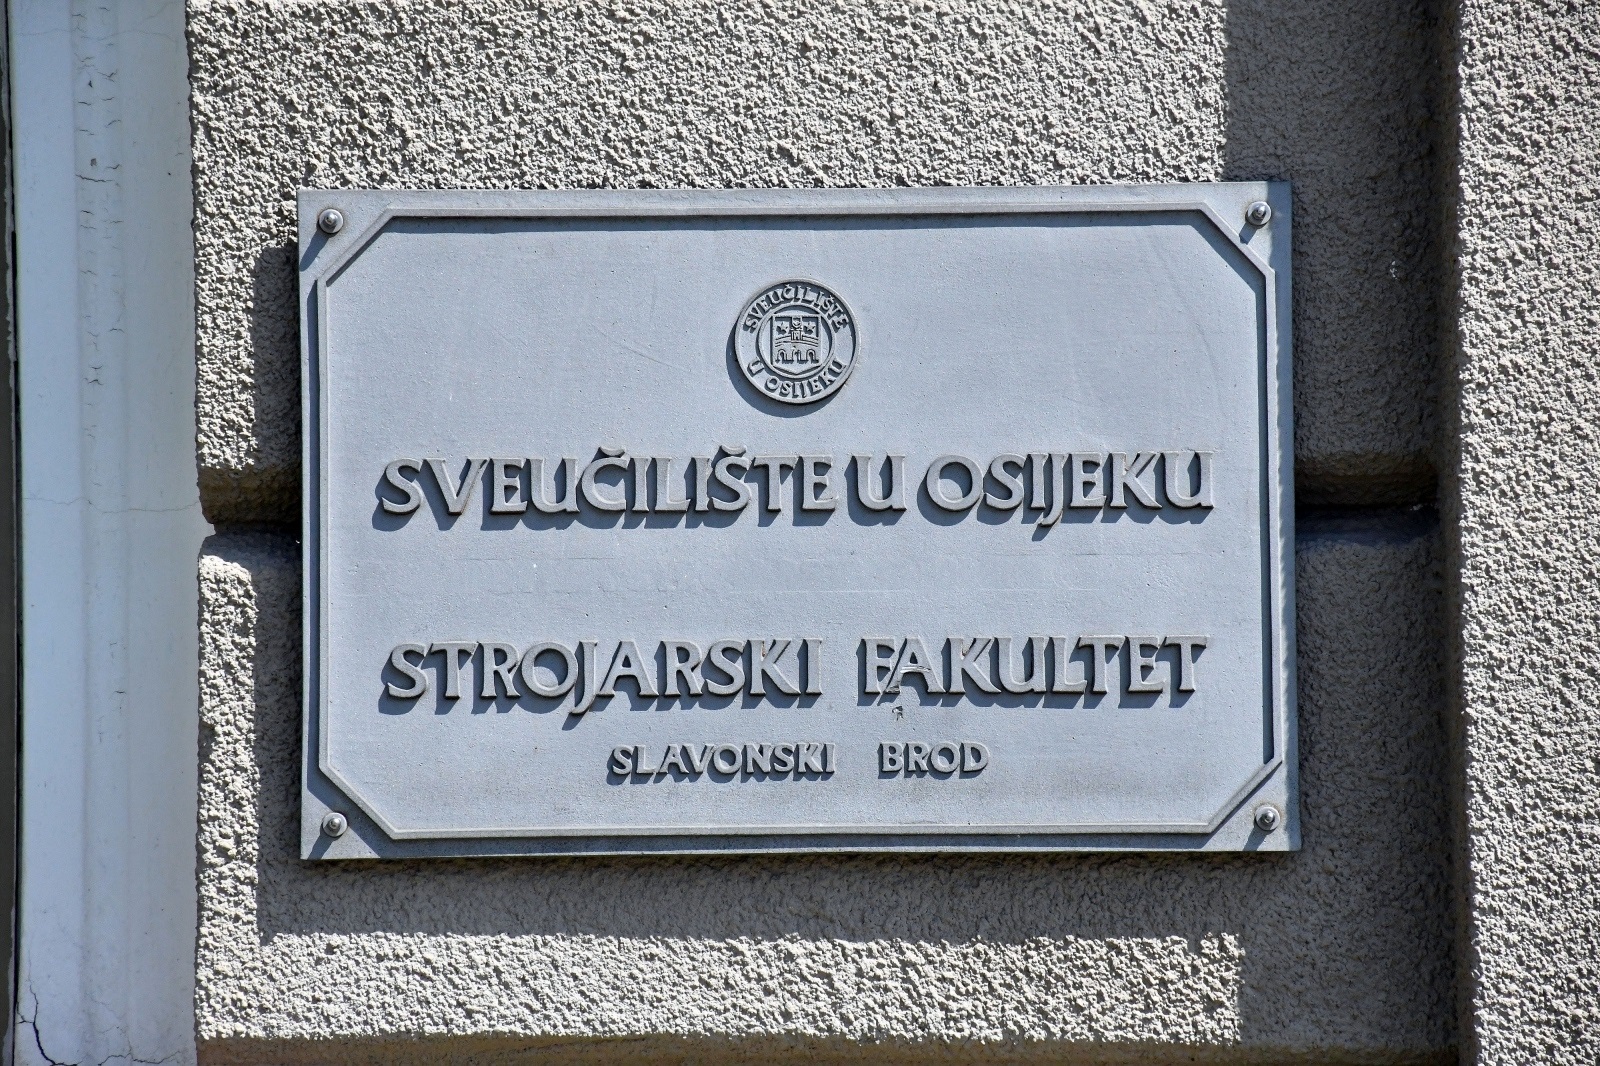 SVEUČILIŠTE
U OSIJEKU
SVEUČILIŠTE U OSIJEKU
STROJARSKI FAKULTET
SLAVONSKI BROD